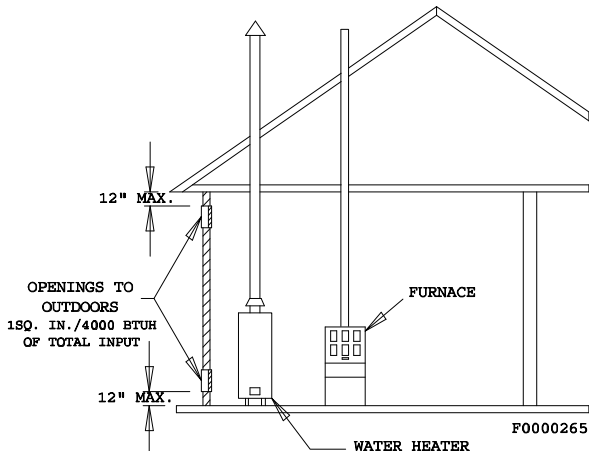 12" MAX.
OPENINGS TO
OUTDOORS
1SQ. IN./4000 BTUH
OF TOTAL INPUT
FURNACE
12" MAX.
F0000265
WATER HEATER